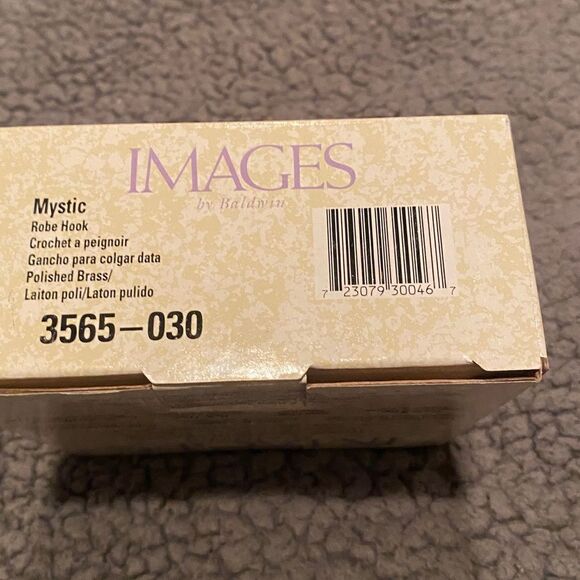 IMAGES
by Baldwin
Mystic
Robe Hook
Crochet a peignoir
Gancho para colgar data
Polished Brass/
Laiton poli/Laton pulido
3565-030
7 23079 30046 7